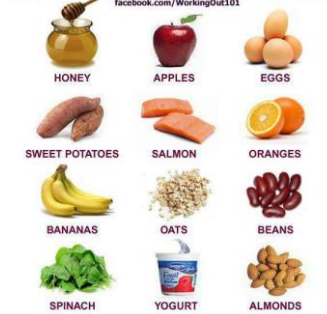 facebook.com/WorkingOut101
HONEY
APPLES
EGGS
SWEET POTATOES
SALMON
ORANGES
BANANAS
OATS
BEANS
SPINACH
YOGURT
ALMONDS